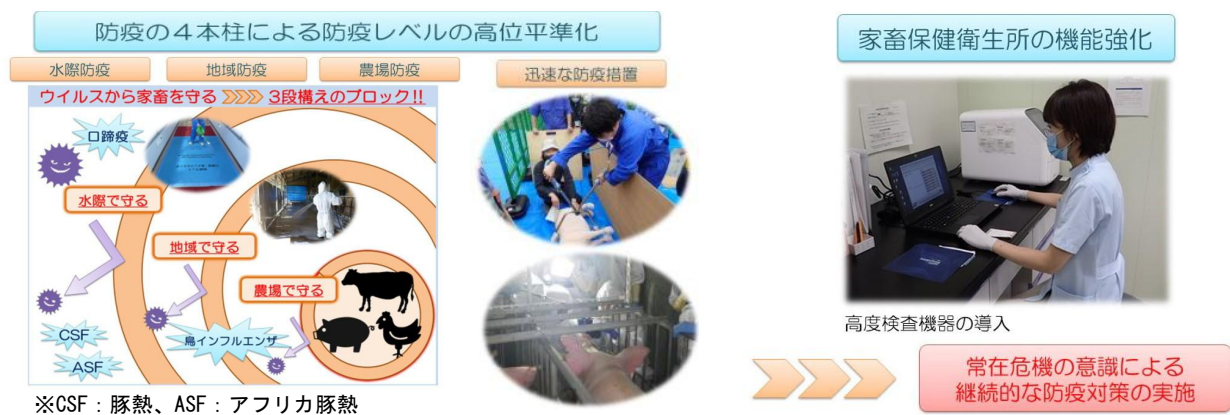 防疫の４本柱による防疫レベルの高位平準化
水際防疫
地域防疫
農場防疫
迅速な防疫措置
ウイルスから家畜を守る 3段構えのブロック!!
口蹄疫
水際で守る
地域で守る
農場で守る
CSF
ASF
鳥インフルエンザ
※CSF：豚熱、ASF：アフリカ豚熱
家畜保健衛生所の機能強化
高度検査機器の導入
常在危機の意識による
継続的な防疫対策の実施